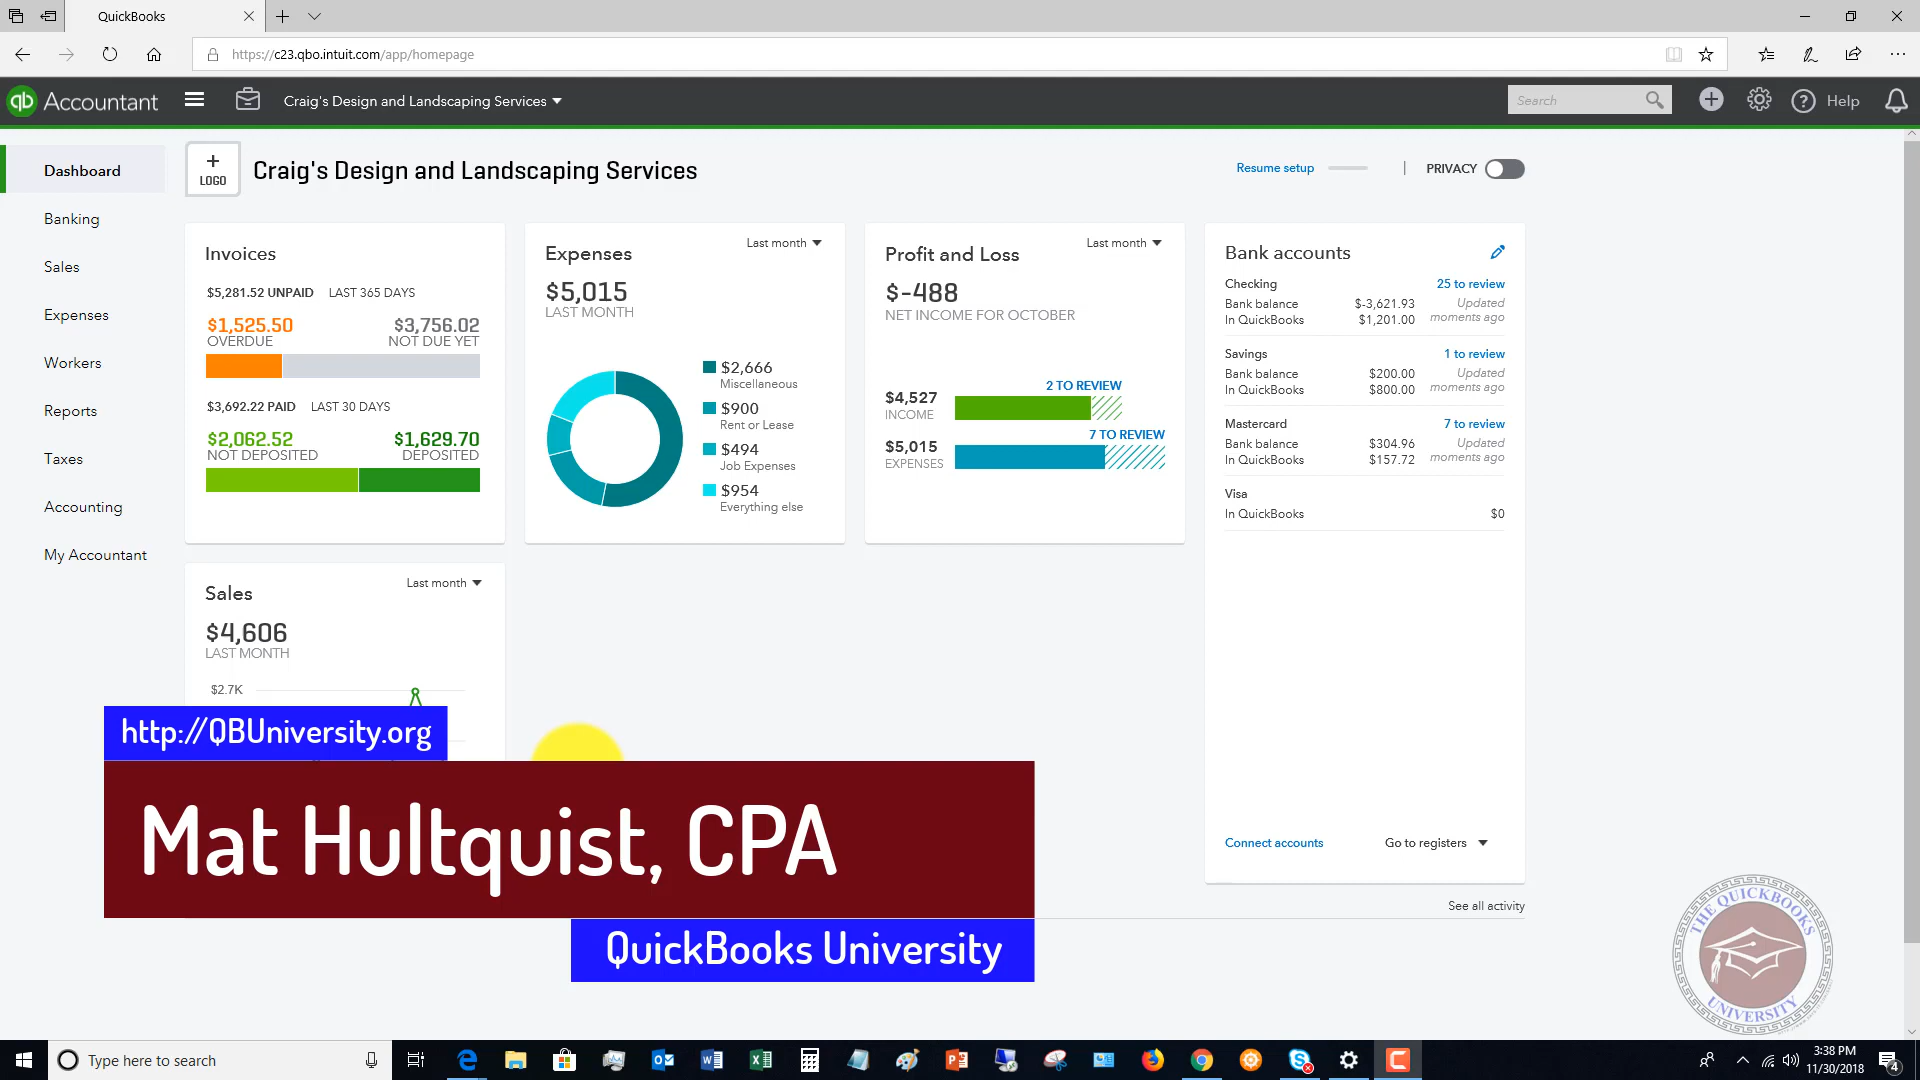 QuickBooks
https://c23.qbo.intuit.com/app/homepage
qb Accountant
Craig's Design and Landscaping Services
Search
Help
Dashboard
Banking
Sales
Expenses
Workers
Reports
Taxes
Accounting
My Accountant
+
LOGO
Craig's Design and Landscaping Services
Resume setup
| PRIVACY
Invoices
$5,281.52 UNPAID LAST 365 DAYS
$1,525.50 $3,756.02
OVERDUE NOT DUE YET
$3,692.22 PAID LAST 30 DAYS
$2,062.52 $1,629.70
NOT DEPOSITED DEPOSITED
Expenses
Last month
$5,015
LAST MONTH
$2,666
Miscellaneous
$900
Rent or Lease
$494
Job Expenses
$954
Everything else
Profit and Loss
Last month
$-488
NET INCOME FOR OCTOBER
2 TO REVIEW
$4,527
INCOME
7 TO REVIEW
$5,015
EXPENSES
Bank accounts
Checking 25 to review
Bank balance $-3,621.93 Updated
In QuickBooks $1,201.00 moments ago
Savings 1 to review
Bank balance $200.00 Updated
In QuickBooks $800.00 moments ago
Mastercard 7 to review
Bank balance $304.96 Updated
In QuickBooks $157.72 moments ago
Visa
In QuickBooks $0
Connect accounts Go to registers
See all activity
Sales
Last month
$4,606
LAST MONTH
$2.7K
http://QBUniversity.org
Mat Hultquist, CPA
QuickBooks University
THE QUICKBOOKS
UNIVERSITY
Type here to search
3:38 PM
11/30/2018
4